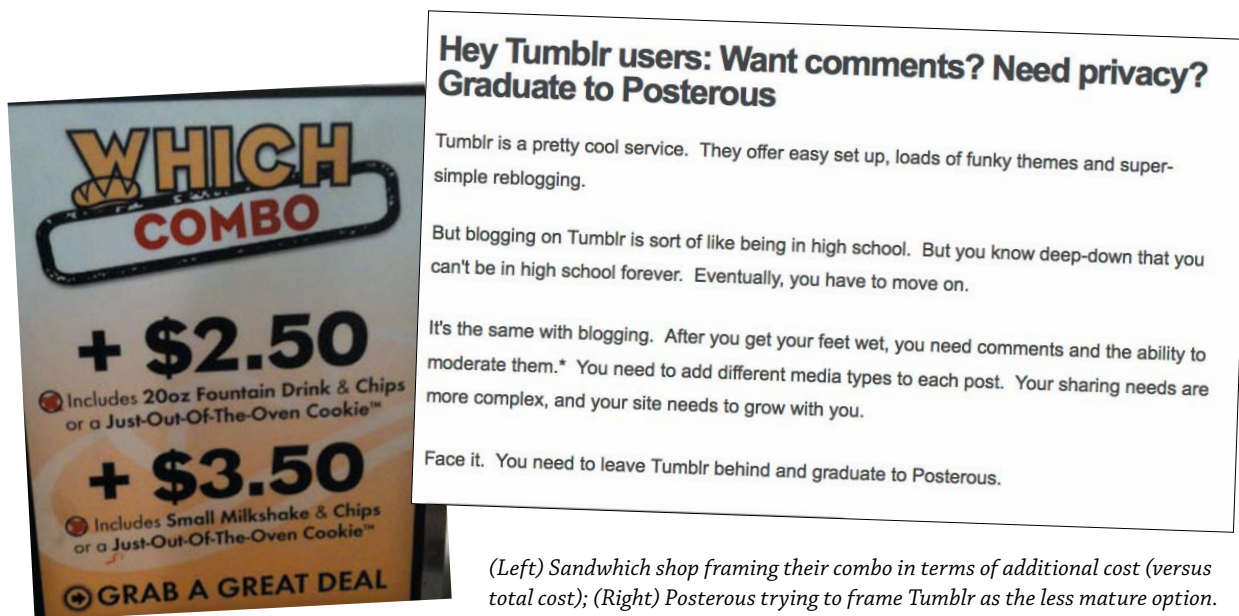 WHICH
COMBO
+ $2.50
Includes 20oz Fountain Drink & Chips
or a Just-Out-Of-The-Oven Cookie™
+ $3.50
Includes Small Milkshake & Chips
or a Just-Out-Of-The-Oven Cookie™
GRAB A GREAT DEAL
Hey Tumblr users: Want comments? Need privacy?
Graduate to Posterous
Tumblr is a pretty cool service. They offer easy set up, loads of funky themes and super-
simple reblogging.
But blogging on Tumblr is sort of like being in high school. But you know deep-down that you
can't be in high school forever. Eventually, you have to move on.
It's the same with blogging. After you get your feet wet, you need comments and the ability to
moderate them.* You need to add different media types to each post. Your sharing needs are
more complex, and your site needs to grow with you.
Face it. You need to leave Tumblr behind and graduate to Posterous.
(Left) Sandwhich shop framing their combo in terms of additional cost (versus
total cost); (Right) Posterous trying to frame Tumblr as the less mature option.